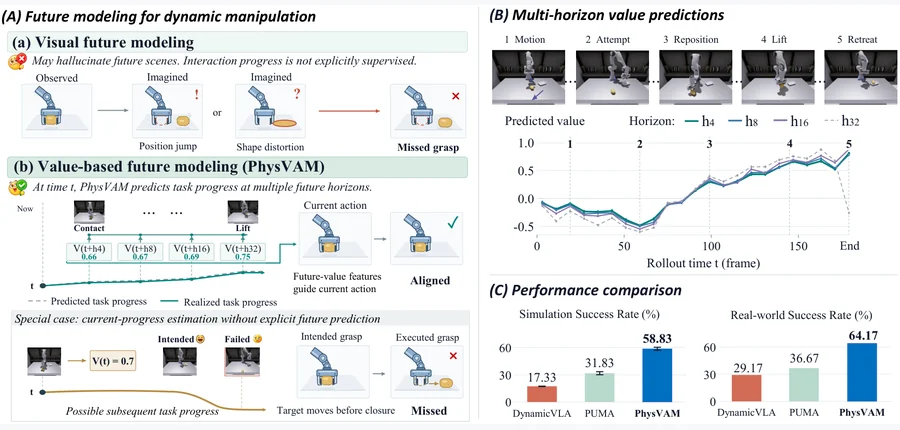 (A) Future modeling for dynamic manipulation
(a) Visual future modeling
May hallucinate future scenes. Interaction progress is not explicitly supervised.
Observed
Imagined
Imagined
!
or
?
×
Position jump
Shape distortion
Missed grasp
(b) Value-based future modeling (PhysVAM)
At time t, PhysVAM predicts task progress at multiple future horizons.
Now
Contact
... ...
Lift
Current action
V(t+h4)
0.66
V(t+h8)
0.67
V(t+h16)
0.69
V(t+h32)
0.75
✓
t
Future-value features
guide current action
Aligned
Predicted task progress
Realized task progress
Special case: current-progress estimation without explicit future prediction
Intended
Failed
Intended grasp
Executed grasp
V(t) = 0.7
×
t
Possible subsequent task progress
Target moves before closure
Missed
(B) Multi-horizon value predictions
1 Motion
2 Attempt
3 Reposition
4 Lift
5 Retreat
Predicted value
Horizon:
h4
h8
h16
h32
1.0
0.5
0.0
-0.5
1
2
3
4
5
0
50
100
150
End
Rollout time t (frame)
(C) Performance comparison
Simulation Success Rate (%)
60
30
0
17.33
31.83
58.83
DynamicVLA
PUMA
PhysVAM
Real-world Success Rate (%)
60
30
0
29.17
36.67
64.17
DynamicVLA
PUMA
PhysVAM